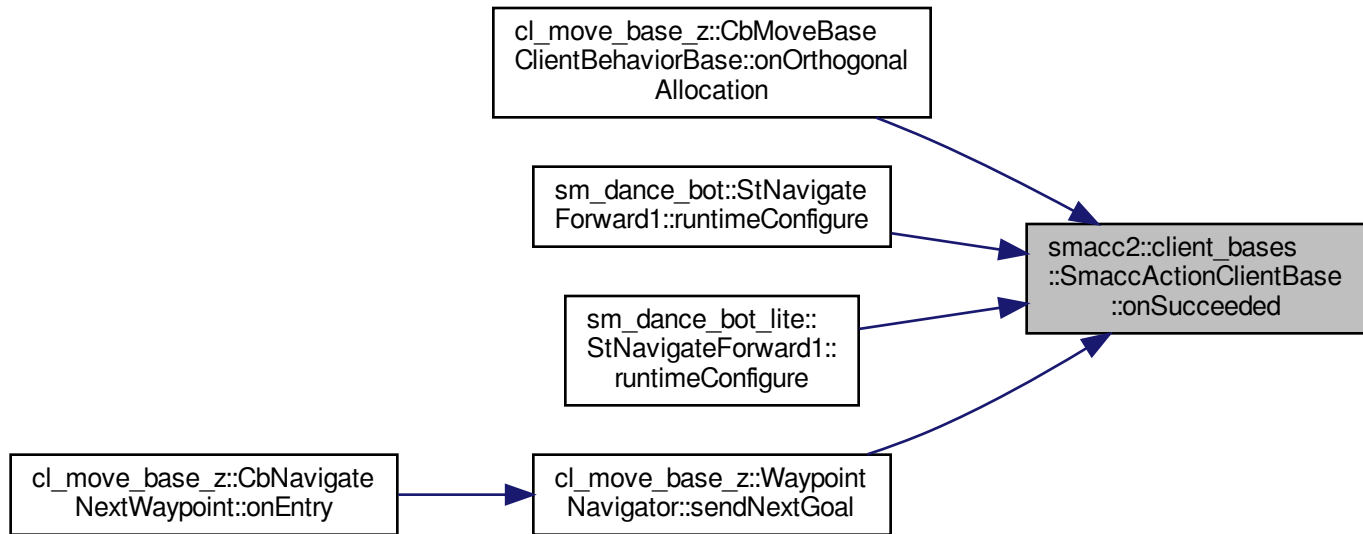 cl_move_base_z::CbMoveBase
ClientBehaviorBase::onOrthogonal
Allocation
sm_dance_bot::StNavigate
Forward1::runtimeConfigure
smacc2::client_bases
::SmaccActionClientBase
::onSucceeded
sm_dance_bot_lite::
StNavigateForward1::
runtimeConfigure
cl_move_base_z::CbNavigate
NextWaypoint::onEntry
cl_move_base_z::Waypoint
Navigator::sendNextGoal